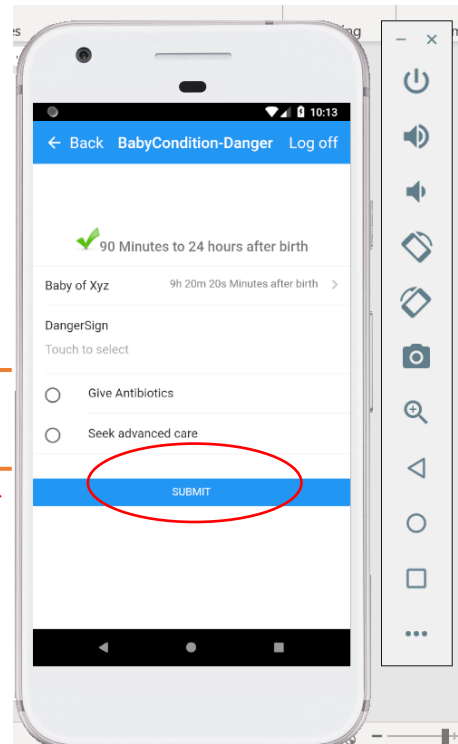 10:13
← Back BabyCondition-Danger Log off
90 Minutes to 24 hours after birth
Baby of Xyz 9h 20m 20s Minutes after birth >
DangerSign
Touch to select
Give Antibiotics
Seek advanced care
SUBMIT